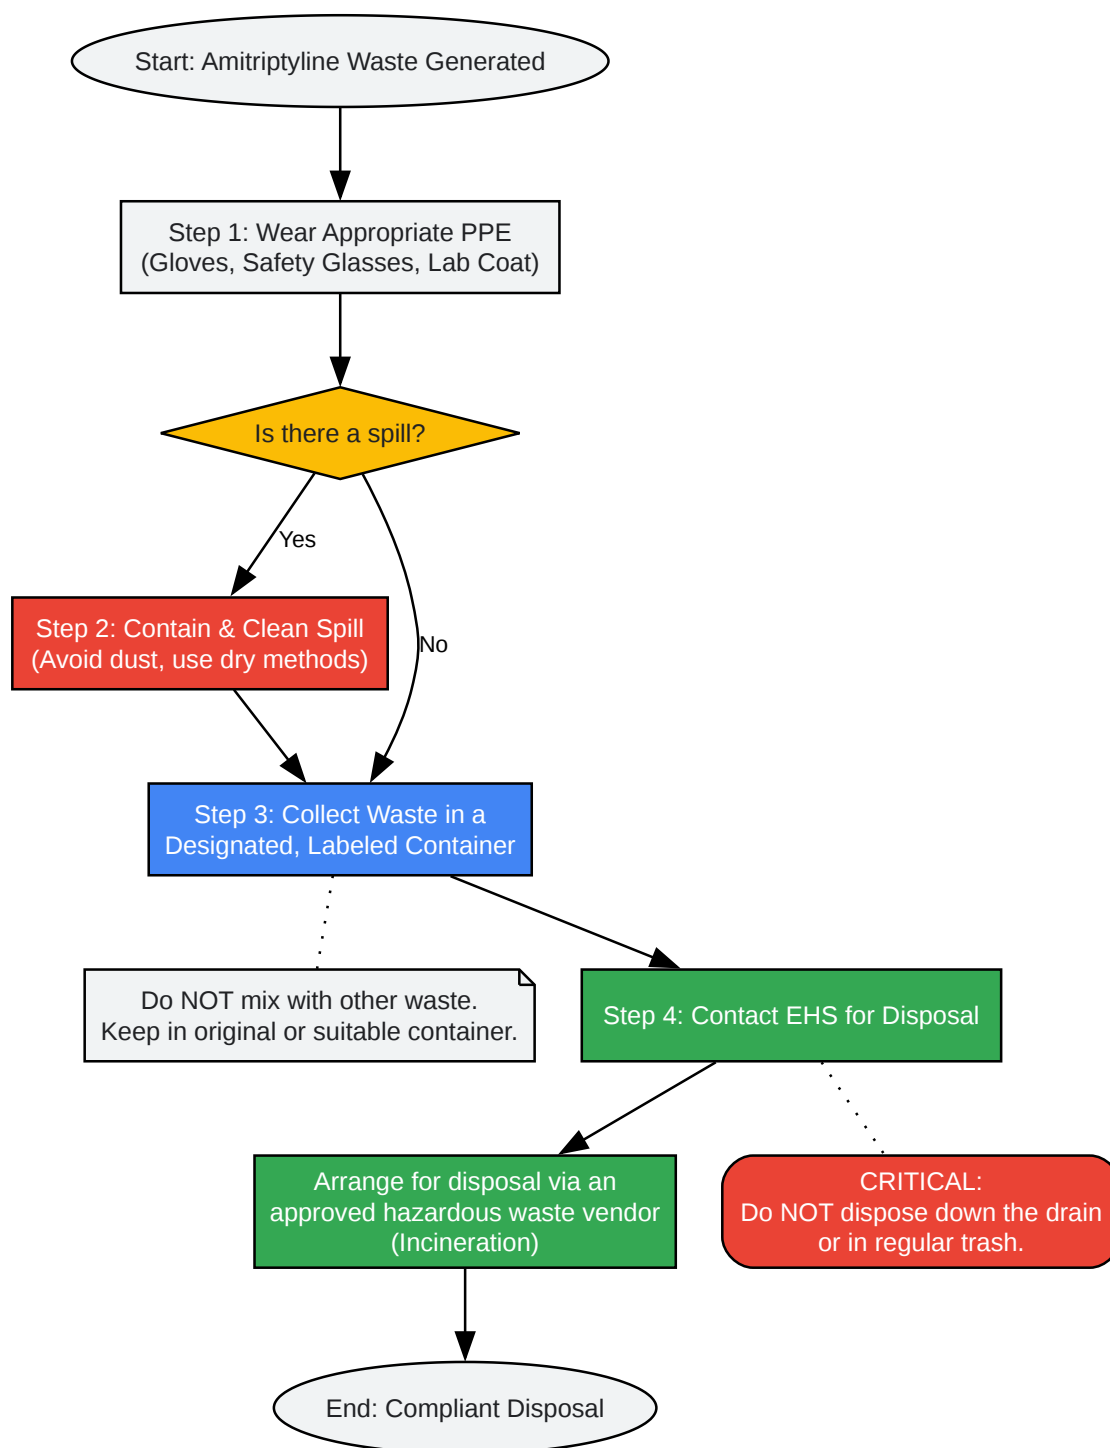 Start: Amitriptyline Waste Generated
Step 1: Wear Appropriate PPE
(Gloves, Safety Glasses, Lab Coat)
Is there a spill?
Yes
Step 2: Contain & Clean Spill
(Avoid dust, use dry methods)
No
Step 3: Collect Waste in a
Designated, Labeled Container
Do NOT mix with other waste.
Keep in original or suitable container.
Step 4: Contact EHS for Disposal
Arrange for disposal via an
approved hazardous waste vendor
(Incineration)
CRITICAL:
Do NOT dispose down the drain
or in regular trash.
End: Compliant Disposal